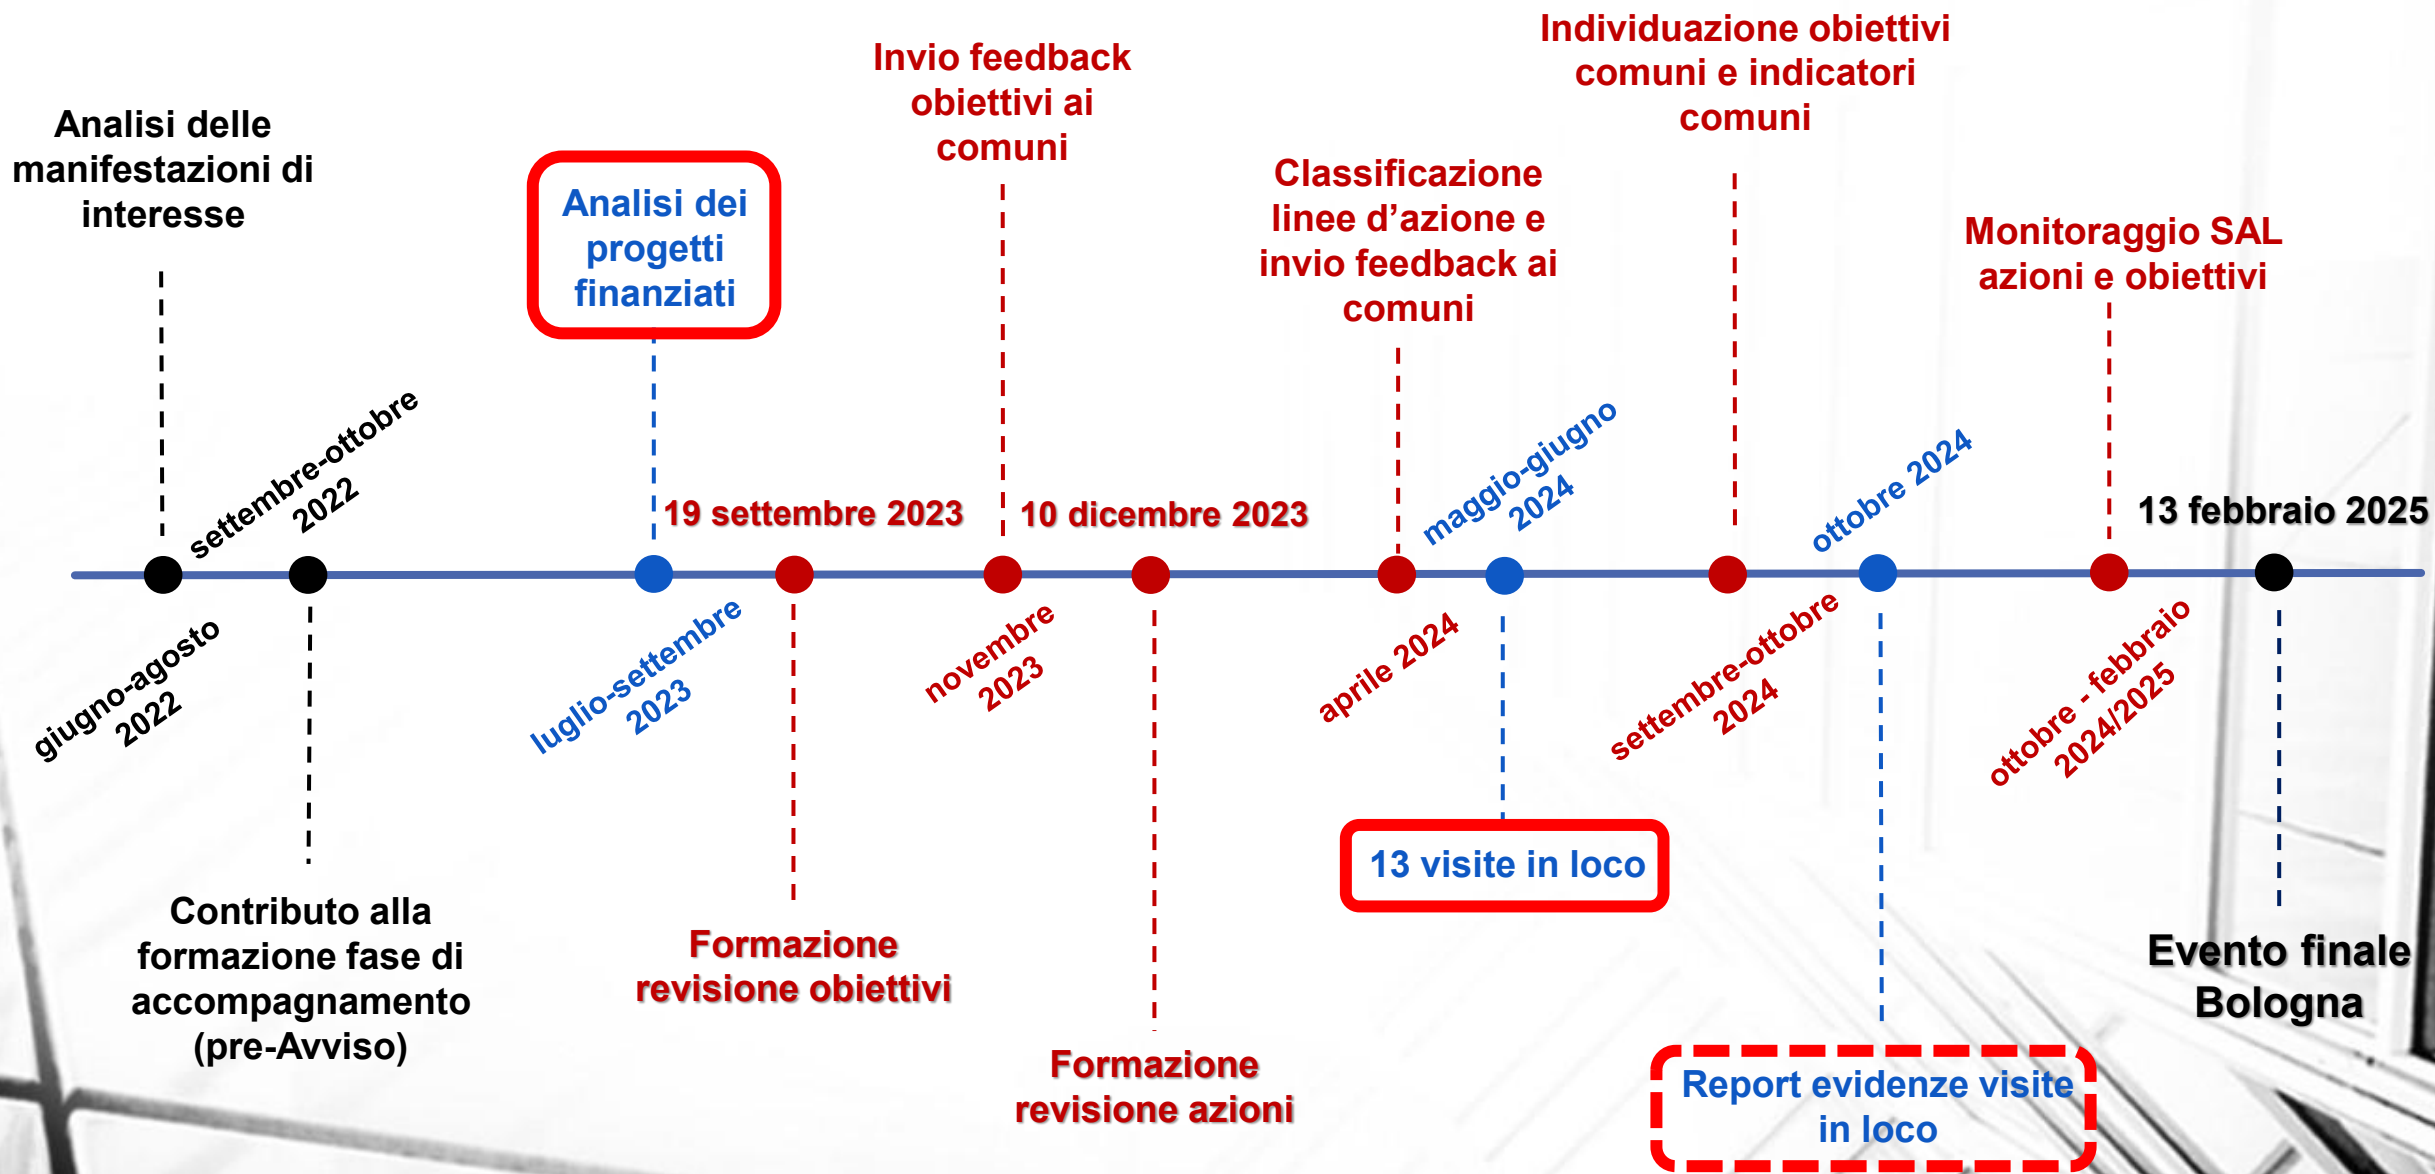 Analisi delle
manifestazioni di
interesse
Analisi dei
progetti
finanziati
Invio feedback
obiettivi ai
comuni
Classificazione
linee d’azione e
invio feedback ai
comuni
Individuazione obiettivi
comuni e indicatori
comuni
Monitoraggio SAL
azioni e obiettivi
settembre-ottobre
2022
19 settembre 2023
10 dicembre 2023
maggio-giugno
2024
ottobre 2024
13 febbraio 2025
giugno-agosto
2022
luglio-settembre
2023
novembre
2023
aprile 2024
settembre-ottobre
2024
ottobre - febbraio
2024/2025
Contributo alla
formazione fase di
accompagnamento
(pre-Avviso)
Formazione
revisione obiettivi
Formazione
revisione azioni
13 visite in loco
Report evidenze visite
in loco
Evento finale
Bologna